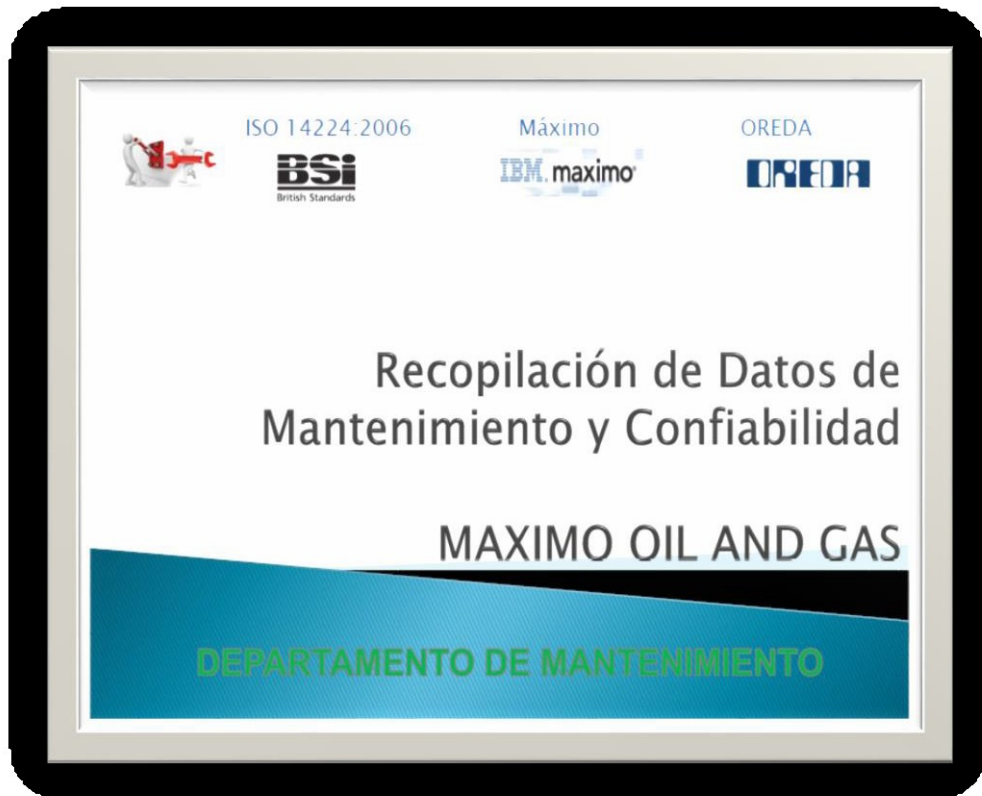 ISO 14224:2006 Máximo OREDA
BSi IBM. maximo OREDA
British Standards
Recopilación de Datos de
Mantenimiento y Confiabilidad
MAXIMO OIL AND GAS
DEPARTAMENTO DE MANTENIMIENTO